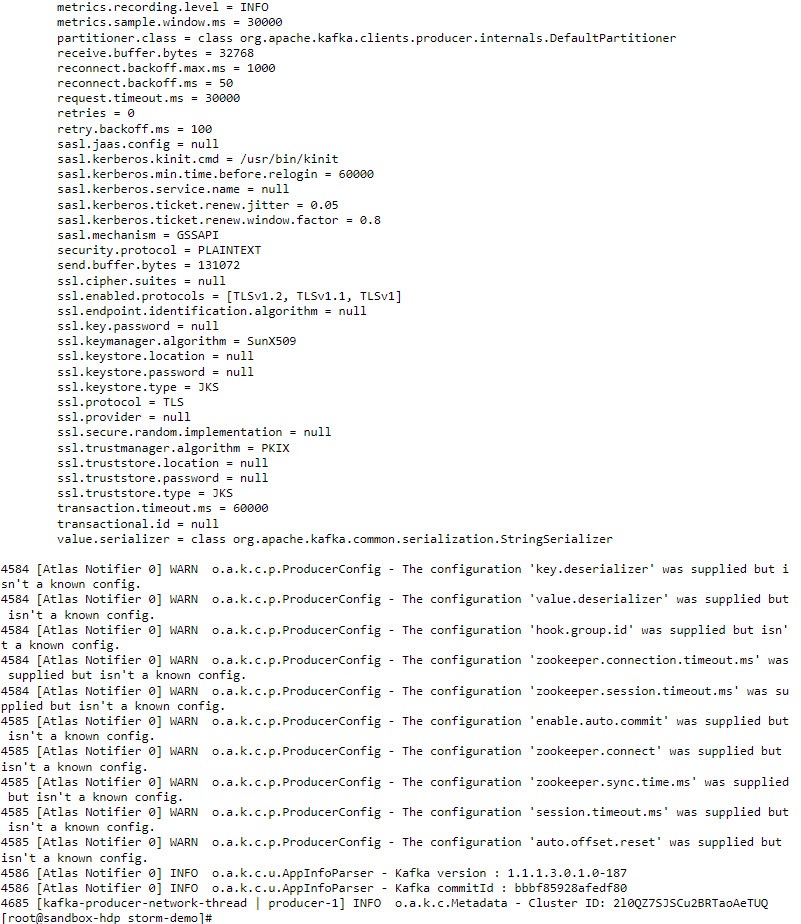 metrics.recording.level = INFO
metrics.sample.window.ms = 30000
partitioner.class = class org.apache.kafka.clients.producer.internals.DefaultPartitioner
receive.buffer.bytes = 32768
reconnect.backoff.max.ms = 1000
reconnect.backoff.ms = 50
request.timeout.ms = 30000
retries = 0
retry.backoff.ms = 100
sasl.jaas.config = null
sasl.kerberos.kinit.cmd = /usr/bin/kinit
sasl.kerberos.min.time.before.relogin = 60000
sasl.kerberos.service.name = null
sasl.kerberos.ticket.renew.jitter = 0.05
sasl.kerberos.ticket.renew.window.factor = 0.8
sasl.mechanism = GSSAPI
security.protocol = PLAINTEXT
send.buffer.bytes = 131072
ssl.cipher.suites = null
ssl.enabled.protocols = [TLSv1.2, TLSv1.1, TLSv1]
ssl.endpoint.identification.algorithm = null
ssl.key.password = null
ssl.keymanager.algorithm = SunX509
ssl.keystore.location = null
ssl.keystore.password = null
ssl.keystore.type = JKS
ssl.protocol = TLS
ssl.provider = null
ssl.secure.random.implementation = null
ssl.trustmanager.algorithm = PKIX
ssl.truststore.location = null
ssl.truststore.password = null
ssl.truststore.type = JKS
transaction.timeout.ms = 60000
transactional.id = null
value.serializer = class org.apache.kafka.common.serialization.StringSerializer
4584 [Atlas Notifier 0] WARN  o.a.k.c.p.ProducerConfig - The configuration 'key.deserializer' was supplied but i
sn't a known config.
4584 [Atlas Notifier 0] WARN  o.a.k.c.p.ProducerConfig - The configuration 'value.deserializer' was supplied but
isn't a known config.
4584 [Atlas Notifier 0] WARN  o.a.k.c.p.ProducerConfig - The configuration 'hook.group.id' was supplied but isn'
t a known config.
4584 [Atlas Notifier 0] WARN  o.a.k.c.p.ProducerConfig - The configuration 'zookeeper.connection.timeout.ms' was
supplied but isn't a known config.
4584 [Atlas Notifier 0] WARN  o.a.k.c.p.ProducerConfig - The configuration 'zookeeper.session.timeout.ms' was su
pplied but isn't a known config.
4585 [Atlas Notifier 0] WARN  o.a.k.c.p.ProducerConfig - The configuration 'enable.auto.commit' was supplied but
isn't a known config.
4585 [Atlas Notifier 0] WARN  o.a.k.c.p.ProducerConfig - The configuration 'zookeeper.connect' was supplied but
isn't a known config.
4585 [Atlas Notifier 0] WARN  o.a.k.c.p.ProducerConfig - The configuration 'zookeeper.sync.time.ms' was supplied
but isn't a known config.
4585 [Atlas Notifier 0] WARN  o.a.k.c.p.ProducerConfig - The configuration 'session.timeout.ms' was supplied but
isn't a known config.
4585 [Atlas Notifier 0] WARN  o.a.k.c.p.ProducerConfig - The configuration 'auto.offset.reset' was supplied but
isn't a known config.
4586 [Atlas Notifier 0] INFO  o.a.k.c.u.AppInfoParser - Kafka version : 1.1.1.3.0.1.0-187
4586 [Atlas Notifier 0] INFO  o.a.k.c.u.AppInfoParser - Kafka commitId : bbbf85928afedf80
4685 [kafka-producer-network-thread | producer-1] INFO  o.a.k.c.Metadata - Cluster ID: 2l0QZ7SJSCu2BRTaoAeTUQ
[root@sandbox-hdp storm-demo]#